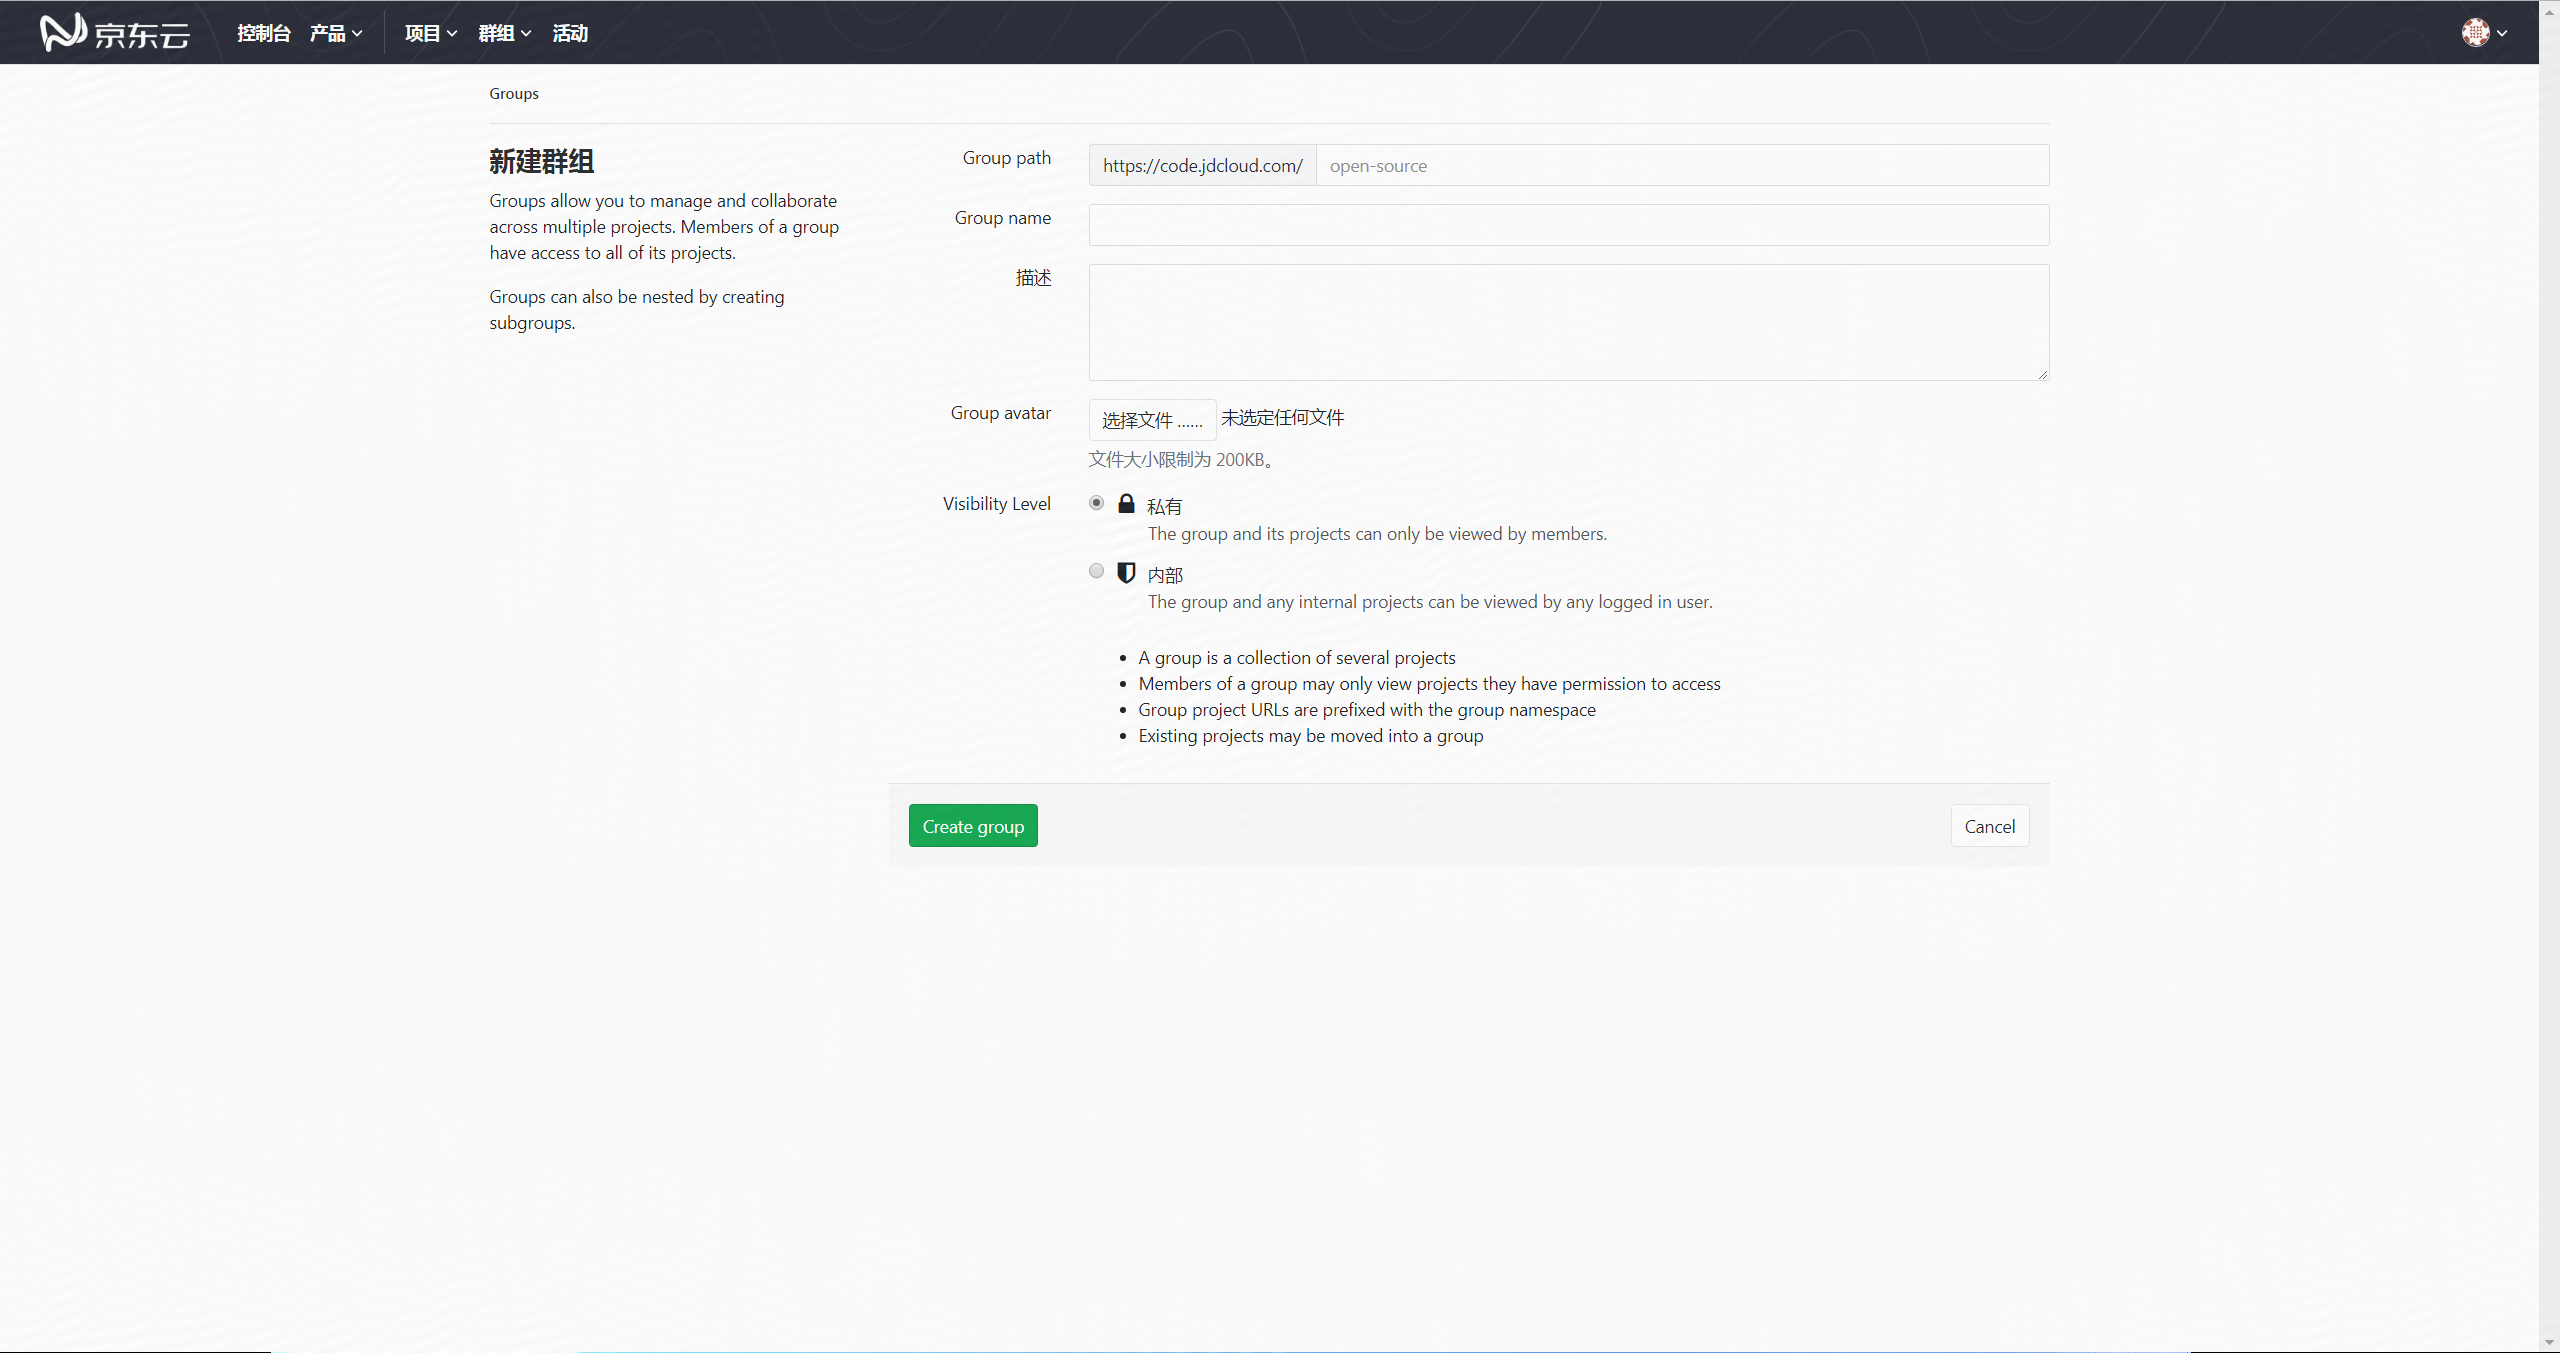 京东云 控制台 产品 项目 群组 活动
Groups
新建群组
Groups allow you to manage and collaborate
across multiple projects. Members of a group
have access to all of its projects.
Groups can also be nested by creating
subgroups.
Group path https://code.jdcloud.com/ open-source
Group name
描述
Group avatar 选择文件 ...... 未选定任何文件
文件大小限制为 200KB。
Visibility Level 私有
The group and its projects can only be viewed by members.
内部
The group and any internal projects can be viewed by any logged in user.
• A group is a collection of several projects
• Members of a group may only view projects they have permission to access
• Group project URLs are prefixed with the group namespace
• Existing projects may be moved into a group
Create group Cancel